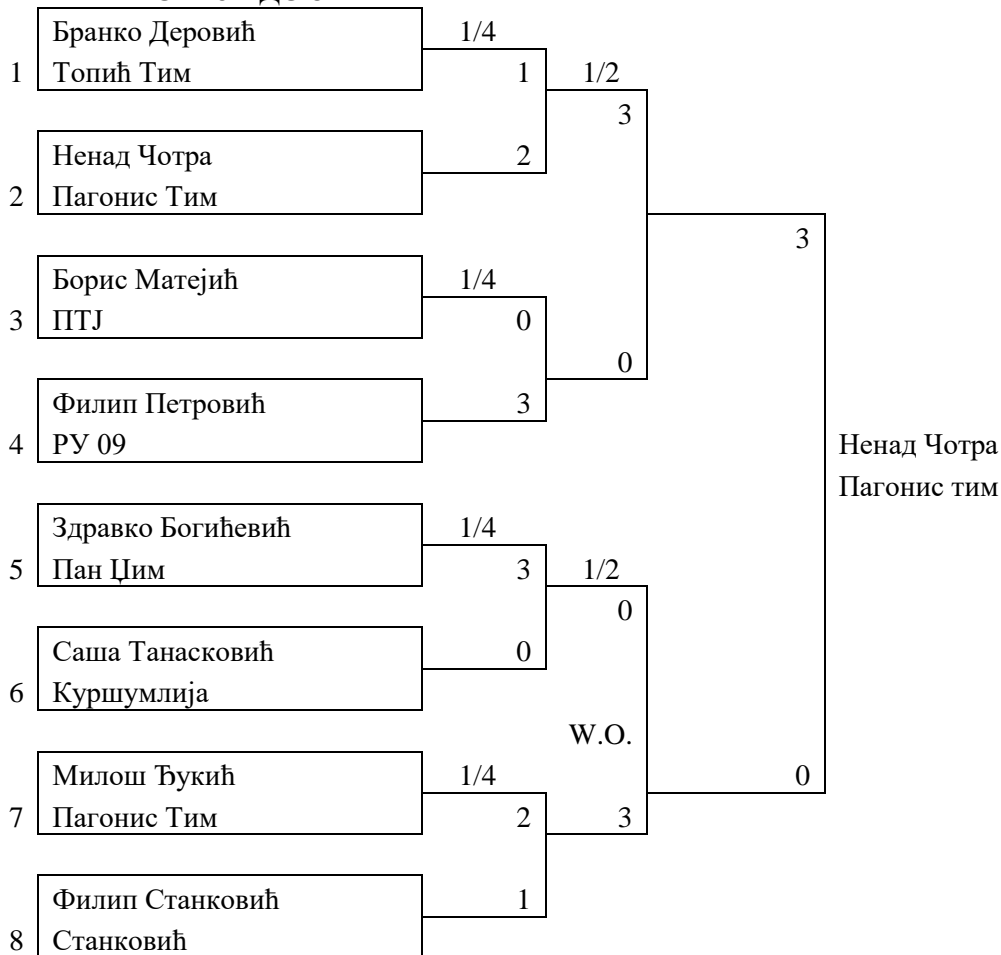 Бранко Деровић 1/4
1 Топић Тим 1 1/2
3
Ненад Чотра 2
2 Пагонис Тим
3
Борис Матејић 1/4
3 ПТЈ 0
0
Филип Петровић 3
4 РУ 09 Ненад Чотра
Пагонис тим
Здравко Богићевић 1/4
5 Пан Џим 3 1/2
0
Саша Танасковић 0
6 Куршумлија
W.O.
Милош Ђукић 1/4 0
7 Пагонис Тим 2 3
Филип Станковић 1
8 Станковић